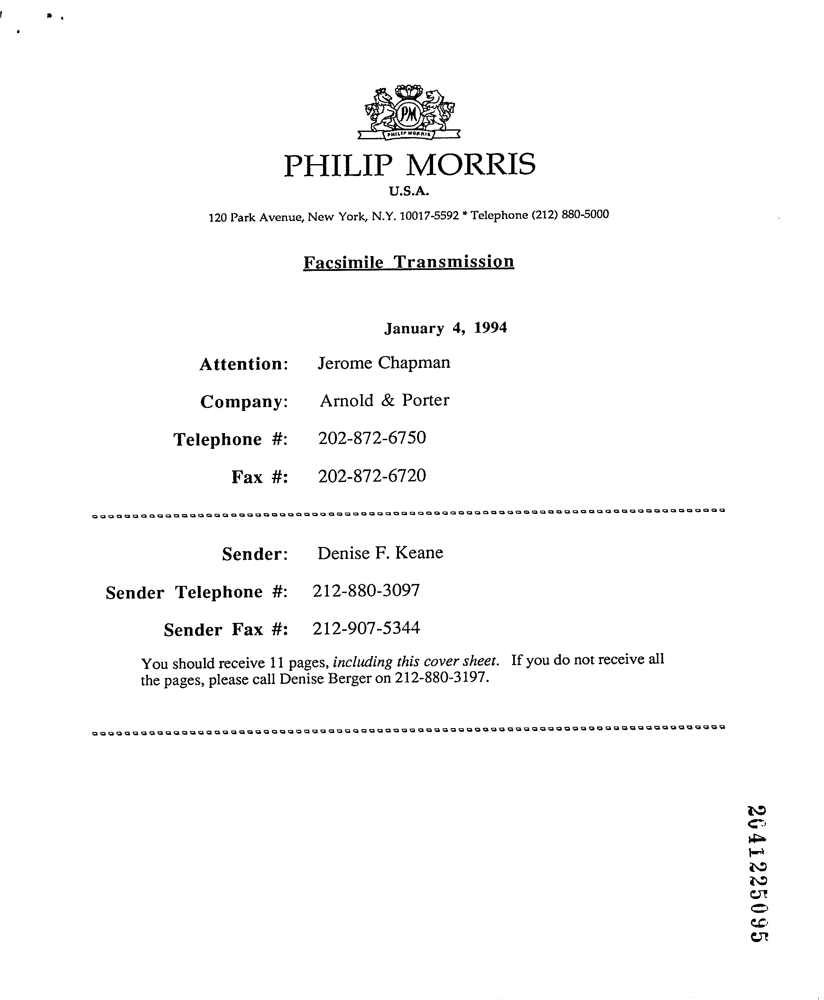 PM
PHILIP MORRIS
PHILIP MORRIS
U.S.A.
120 Park Avenue, New York, N.Y. 10017-5592 * Telephone (212) 880-5000
Facsimile Transmission
January 4, 1994
Attention: Jerome Chapman
Company: Arnold & Porter
Telephone #: 202-872-6750
Fax #: 202-872-6720
Sender: Denise F. Keane
Sender Telephone #: 212-880-3097
Sender Fax #: 212-907-5344
You should receive 11 pages, including this cover sheet. If you do not receive all
the pages, please call Denise Berger on 212-880-3197.
2041225095